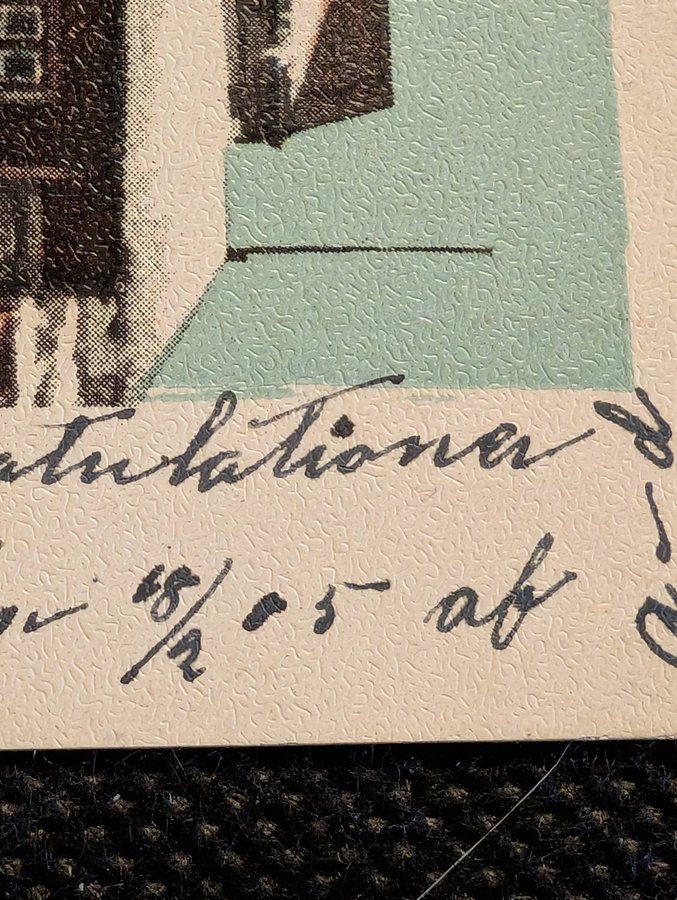 atulationer
18/2 05 af